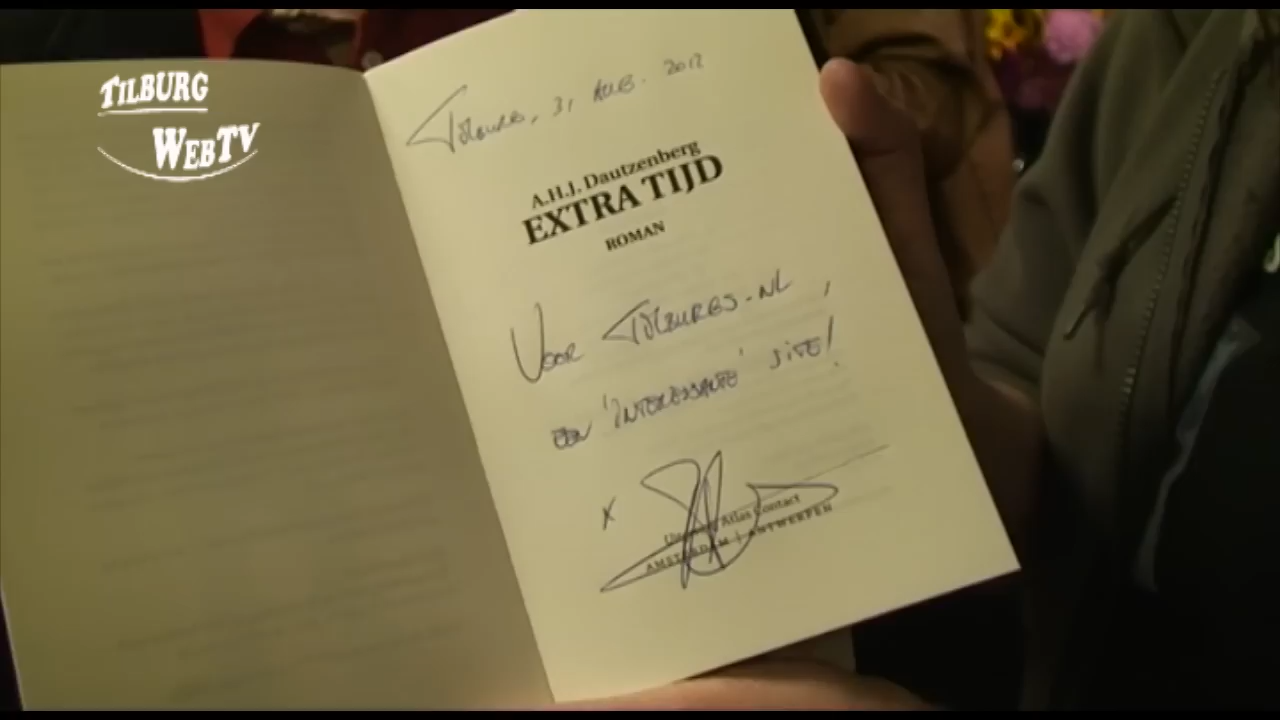 TILBURG
WEBTV
TILBURG, 31 AUG. 2012
A.H.J. Dautzenberg
EXTRA TIJD
ROMAN
VOOR TILBURGS.NL,
EEN 'INTERESSANTE' SITE!
X
Atlas Contact
AMSTERDAM | ANTWERPEN